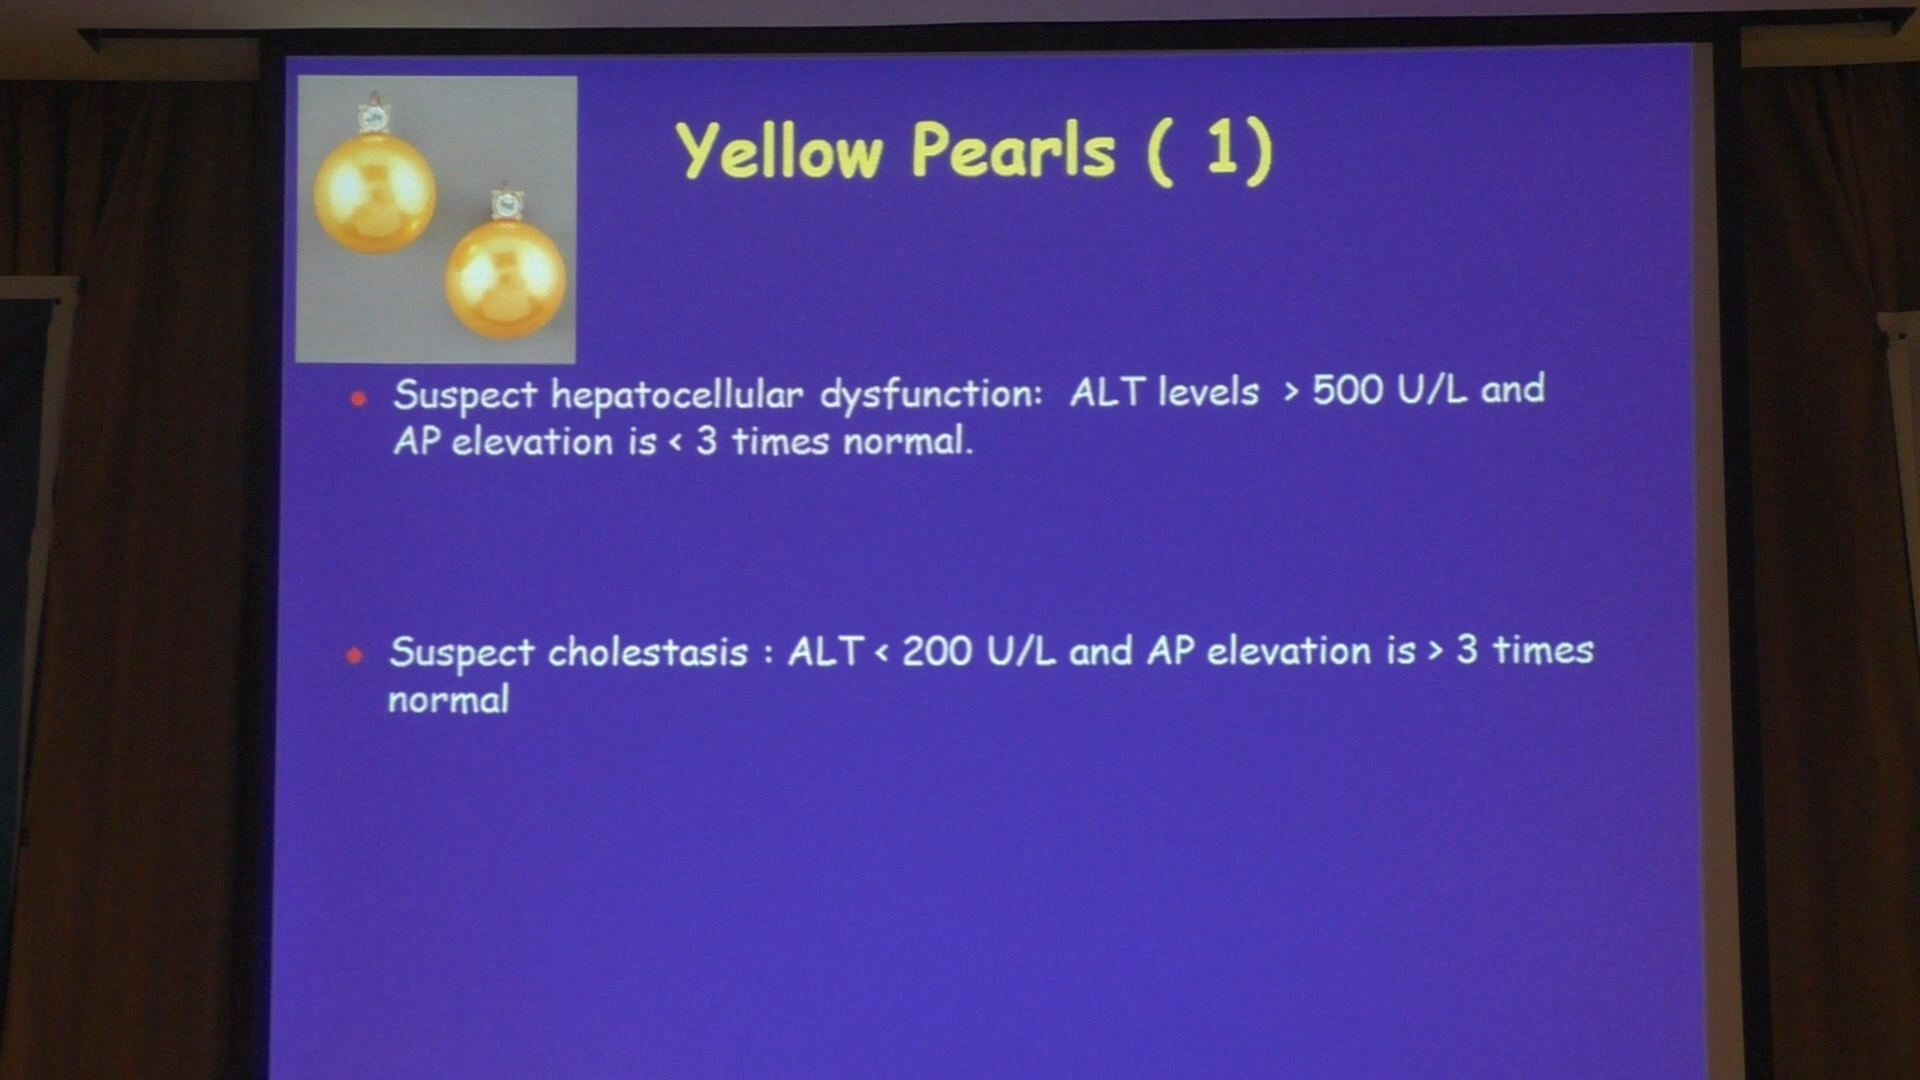 Yellow Pearls ( 1)
Suspect hepatocellular dysfunction: ALT levels > 500 U/L and
AP elevation is < 3 times normal.
Suspect cholestasis : ALT < 200 U/L and AP elevation is > 3 times
normal